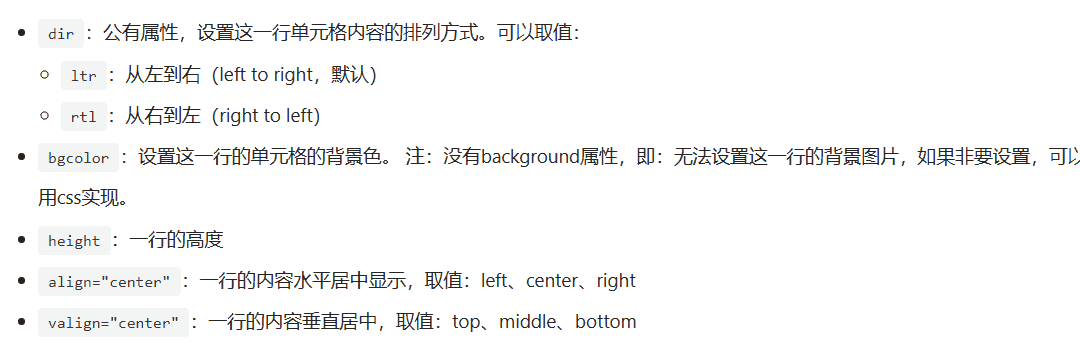 dir：公有属性，设置这一行单元格内容的排列方式。可以取值：
ltr：从左到右（left to right，默认）
rtl：从右到左（right to left）
bgcolor：设置这一行的单元格的背景色。 注：没有background属性，即：无法设置这一行的背景图片，如果非要设置，可以
用css实现。
height：一行的高度
align="center"：一行的内容水平居中显示，取值：left、center、right
valign="center"：一行的内容垂直居中，取值：top、middle、bottom